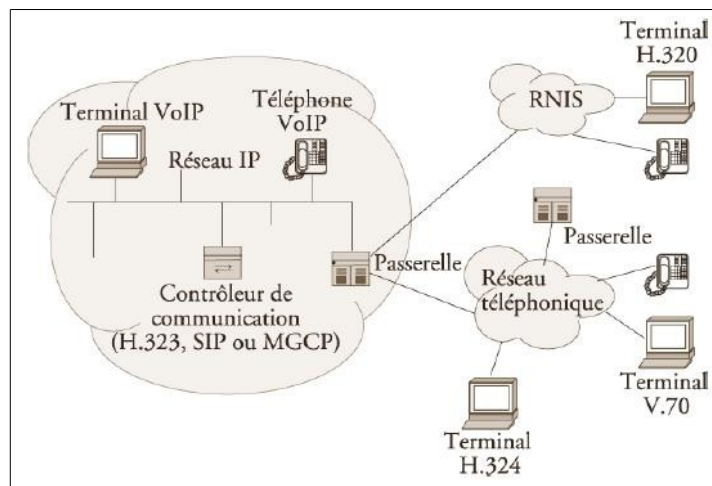 Terminal VoIP
Téléphone
VoIP
Réseau IP
Contrôleur de
communication
(H.323, SIP ou MGCP)
Passerelle
RNIS
Terminal
H.320
Passerelle
Réseau
téléphonique
Terminal
V.70
Terminal
H.324